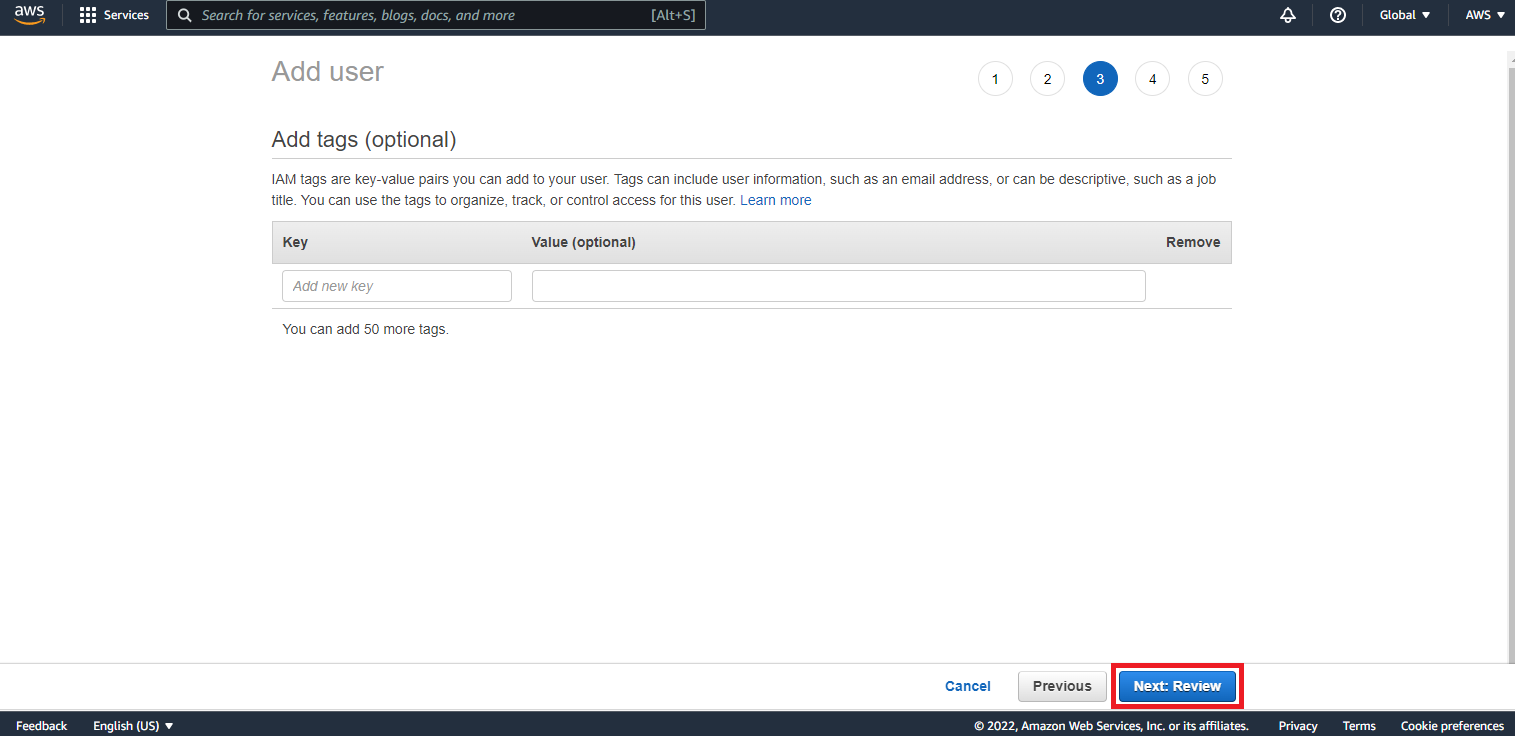 aws Services Search for services, features, blogs, docs, and more [Alt+S] Global AWS
Add user 1 2 3 4 5
Add tags (optional)
IAM tags are key-value pairs you can add to your user. Tags can include user information, such as an email address, or can be descriptive, such as a job
title. You can use the tags to organize, track, or control access for this user. Learn more
Key Value (optional) Remove
Add new key
You can add 50 more tags.
Cancel Previous Next: Review
Feedback English (US) © 2022, Amazon Web Services, Inc. or its affiliates. Privacy Terms Cookie preferences